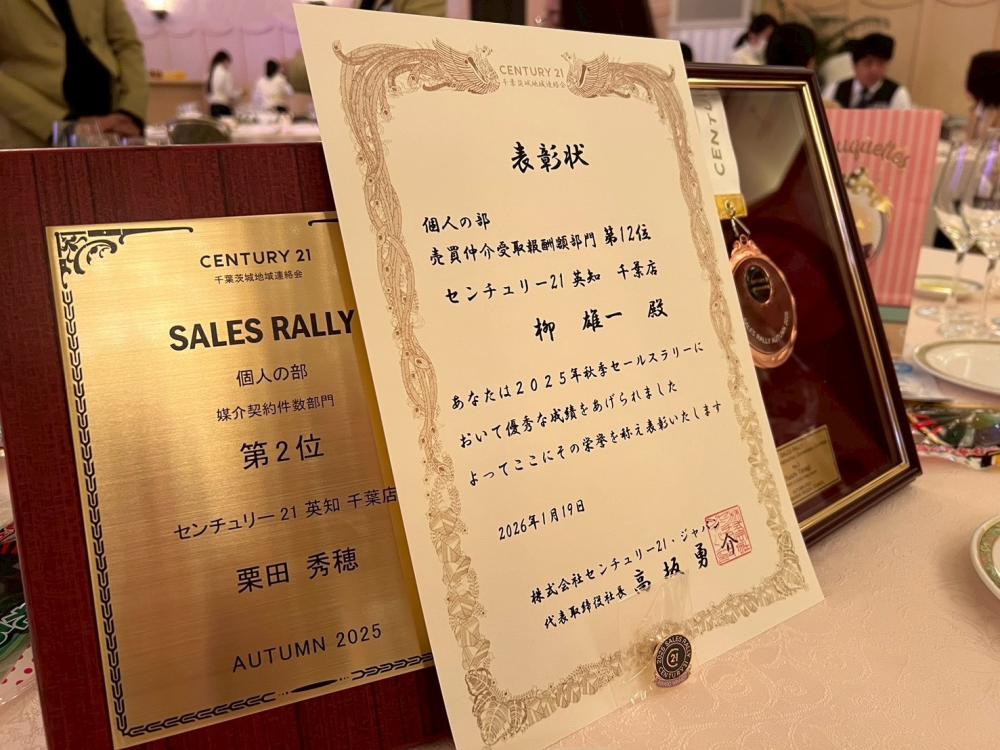 CENTURY 21
千葉茨城地域連絡会
SALES RALLY
個人の部
媒介契約件数部門
第2位
センチュリー21 英知 千葉店
栗田 秀穂
AUTUMN 2025
CENTURY 21
千葉茨城地域連絡会
表彰状
個人の部
売買仲介受取報酬額部門 第12位
センチュリー21 英知 千葉店
柳 雄一 殿
あなたは2025年秋季セールスラリーに
おいて優秀な成績をあげられました
よってここにその栄誉を称え表彰いたします
2026年1月19日
株式会社センチュリー21・ジャパン
代表取締役社長 高坂勇介
2025 SALES RALLY
C21
CENTU